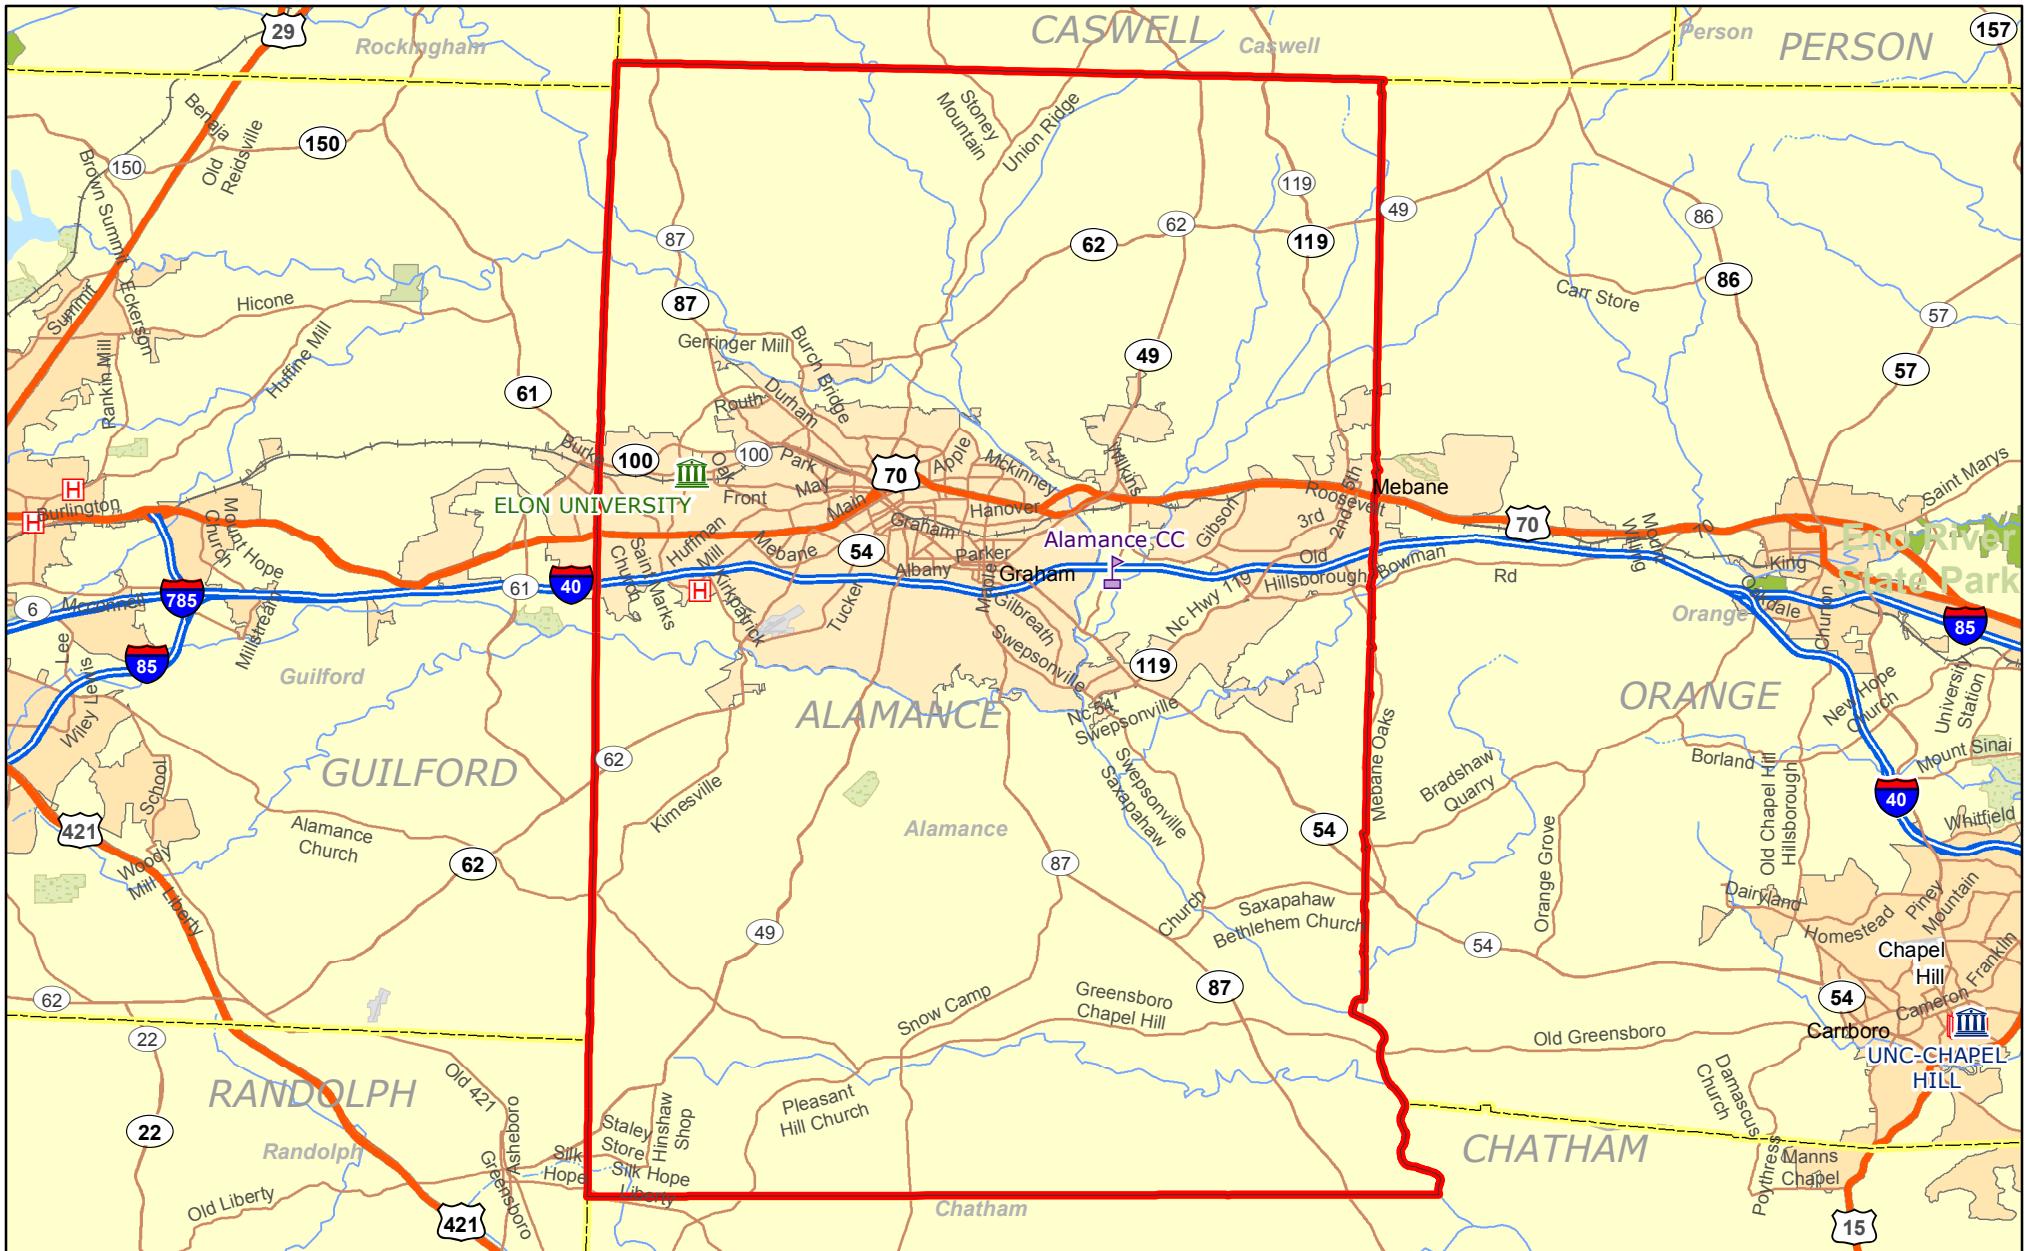 29
Rockingham
CASWELL
Caswell
Person
PERSON
157
Benaja
Old
Reidsville
150
150
Brown Summit
Stoney
Mountain
Union Ridge
119
49
86
87
62
62
119
86
87
Summit
Eckerson
Hicone
Huffine Mill
Rankin Mill
Carr Store
57
57
Gerringer Mill
Burch Bridge
49
61
Routh
Durham
Burke
100
100
Oak
Park
70
Apple
Mckinney
Wilkins
5th
Mebane
Saint Marys
H
H
Burlington
ELON UNIVERSITY
Front
May
Main
Hanover
Roosevelt
3rd
2nd
Gibson
70
70
Mount Hope
Church
Huffman
Mill
Saint Marks
Church
Mebane
54
Graham
Parker
Albany
Graham
Alamance CC
Old
Hillsborough
Bowman
Rd
Willing
King
Eno River
State Park
61
40
H
Kirkpatrick
Tucker
Maple
Gilbreath
Nc Hwy 119
Oakdale
Churton
Orange
85
6
Mcconnell
785
Lee
85
Millstream
Guilford
Wiley Lewis
Swepsonville
119
ALAMANCE
Nc 54
Swepsonville
Mebane Oaks
ORANGE
New Hope
Church
University
Station
GUILFORD
62
Kimesville
Swepsonville
Saxapahaw
Bradshaw
Quarry
Borland
Old Chapel Hill
Hillsborough
Mount Sinai
40
School
421
Alamance
Church
62
Woody
Mill
Liberty
Alamance
87
54
Orange Grove
Whitfield
49
Church
Saxapahaw
Bethlehem Church
54
Dairyland
Homestead
Piney
Mountain
Chapel
Hill
Franklin
62
87
Snow Camp
Greensboro
Chapel Hill
54
Cameron
Old Greensboro
Carrboro
UNC-CHAPEL
HILL
22
RANDOLPH
Old 421
Asheboro
Greensboro
22
Randolph
Old Liberty
421
Silk
Hope
Staley
Store
Hinshaw
Shop
Silk Hope
Liberty
Pleasant
Hill Church
Chatham
CHATHAM
Damascus
Church
Poythress
Manns
Chapel
15